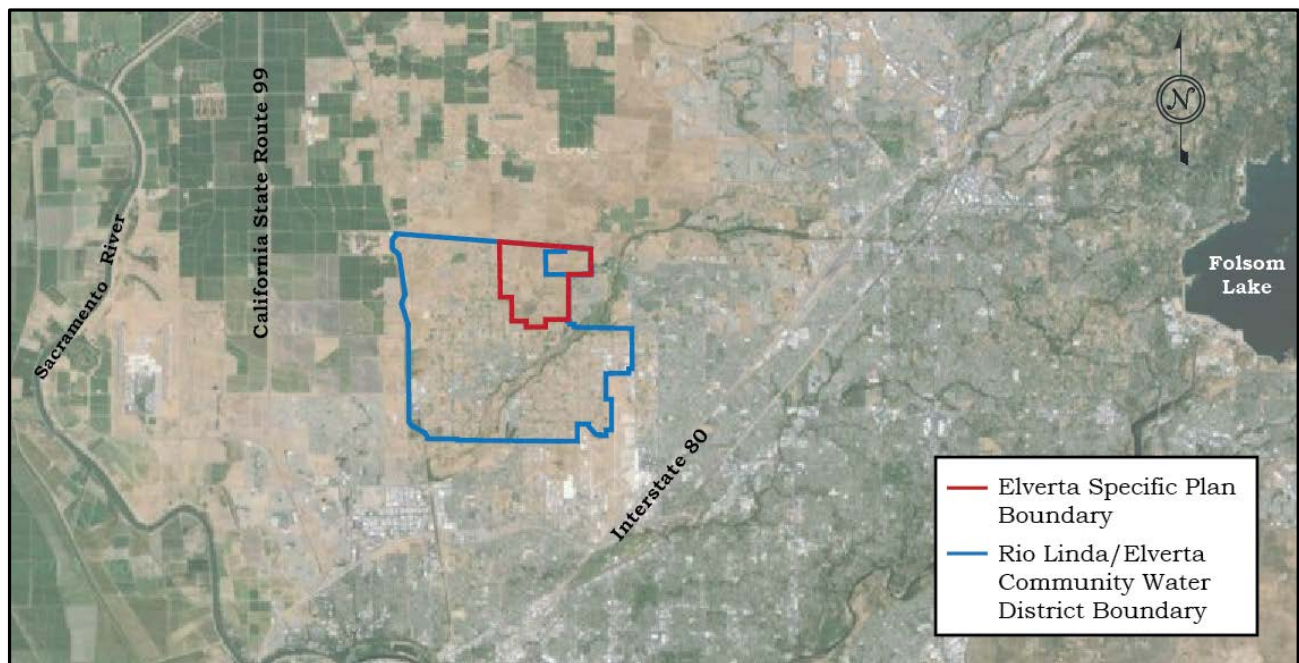 California State Route 99
N
Sacramento River
Folsom
Lake
Interstate 80
Elverta Specific Plan
Boundary
Rio Linda/Elverta
Community Water
District Boundary